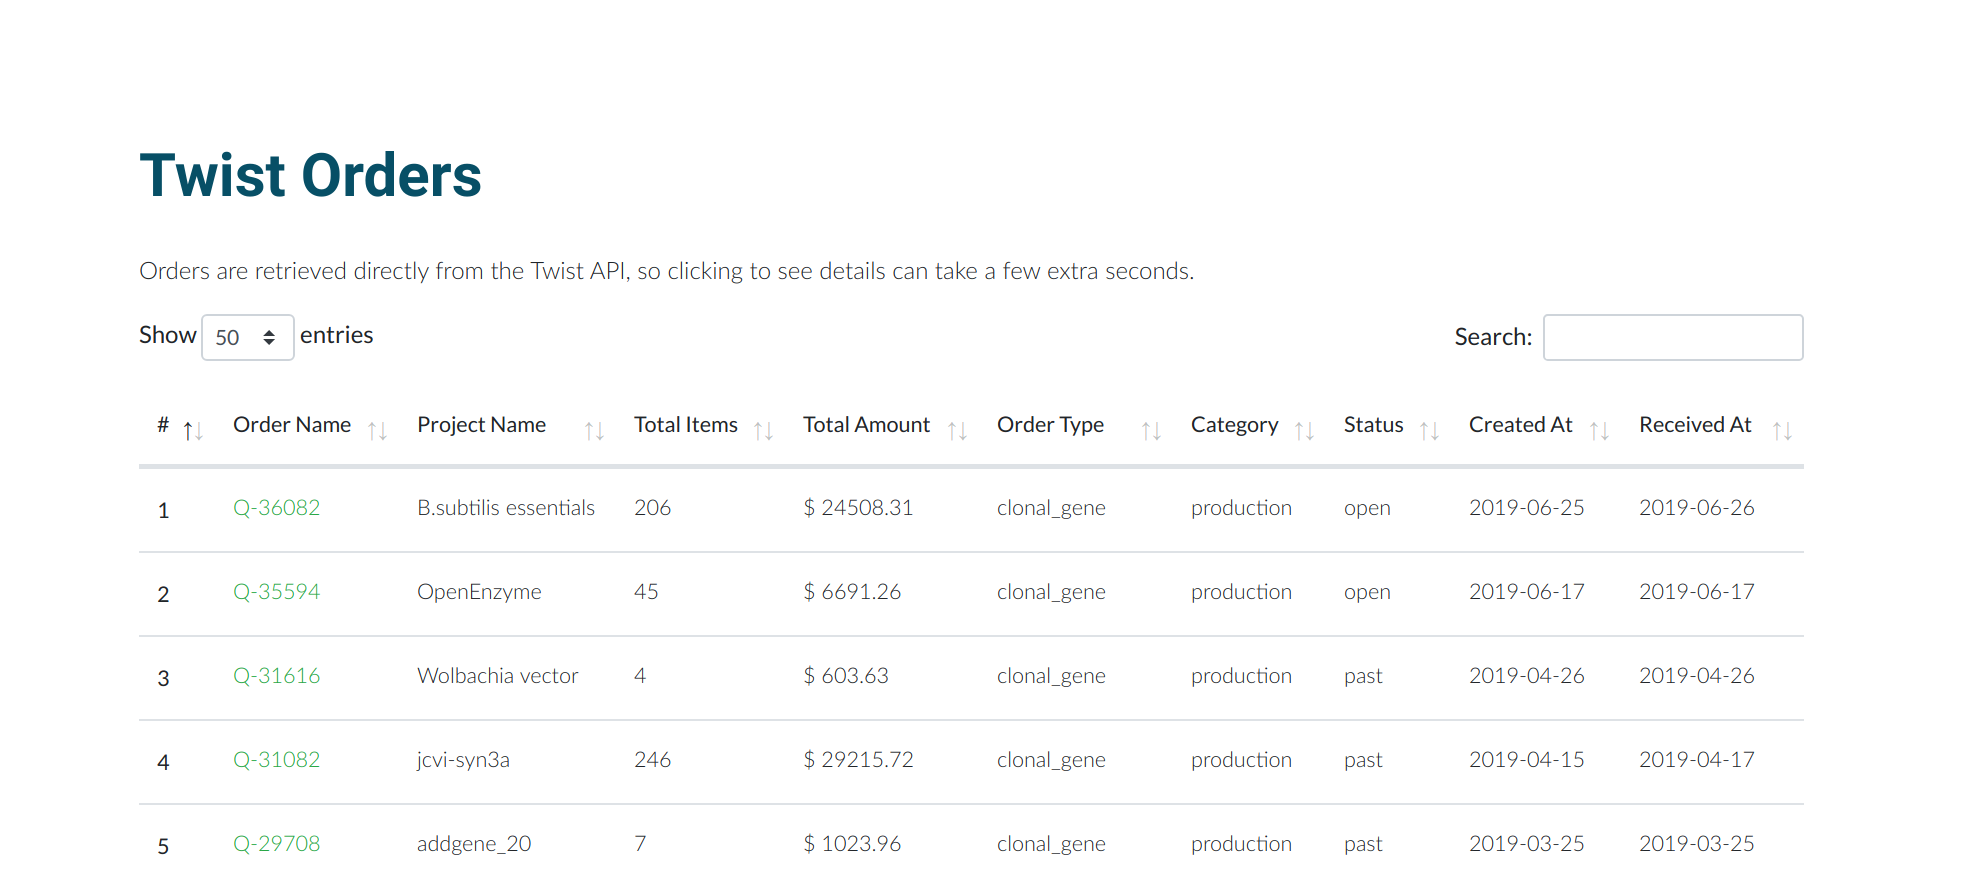 Twist Orders
Orders are retrieved directly from the Twist API, so clicking to see details can take a few extra seconds.
Show 50 entries Search:
# Order Name Project Name Total Items Total Amount Order Type Category Status Created At Received At
1 Q-36082 B.subtilis essentials 206 $ 24508.31 clonal_gene production open 2019-06-25 2019-06-26
2 Q-35594 OpenEnzyme 45 $ 6691.26 clonal_gene production open 2019-06-17 2019-06-17
3 Q-31616 Wolbachia vector 4 $ 603.63 clonal_gene production past 2019-04-26 2019-04-26
4 Q-31082 jcvi-syn3a 246 $ 29215.72 clonal_gene production past 2019-04-15 2019-04-17
5 Q-29708 addgene_20 7 $ 1023.96 clonal_gene production past 2019-03-25 2019-03-25